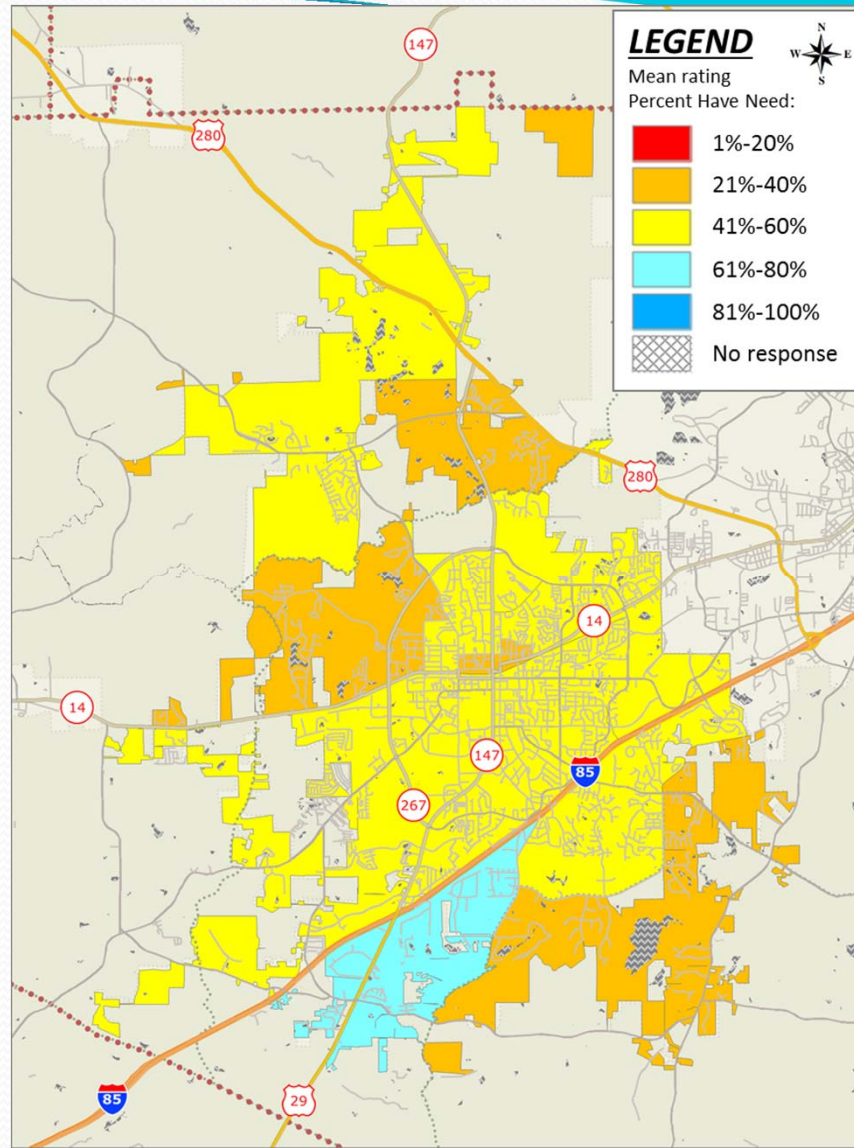 147
LEGEND
N
W E
S
Mean rating
Percent Have Need:
1%-20%
21%-40%
41%-60%
61%-80%
81%-100%
No response
280
280
14
14
147
85
267
85
29